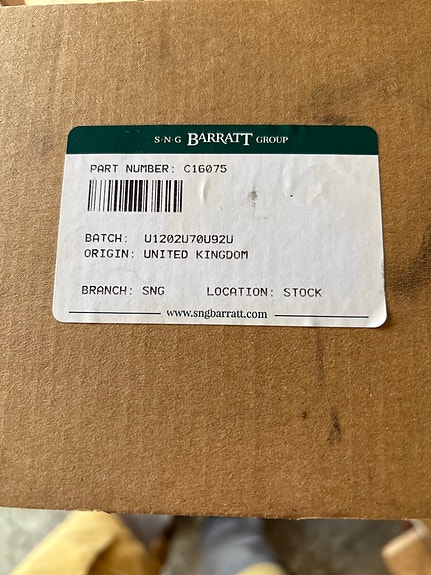 S·N·G BARRATT GROUP
PART NUMBER: C16075
BATCH: U1202U70U92U
ORIGIN: UNITED KINGDOM
BRANCH: SNG LOCATION: STOCK
www.sngbarratt.com